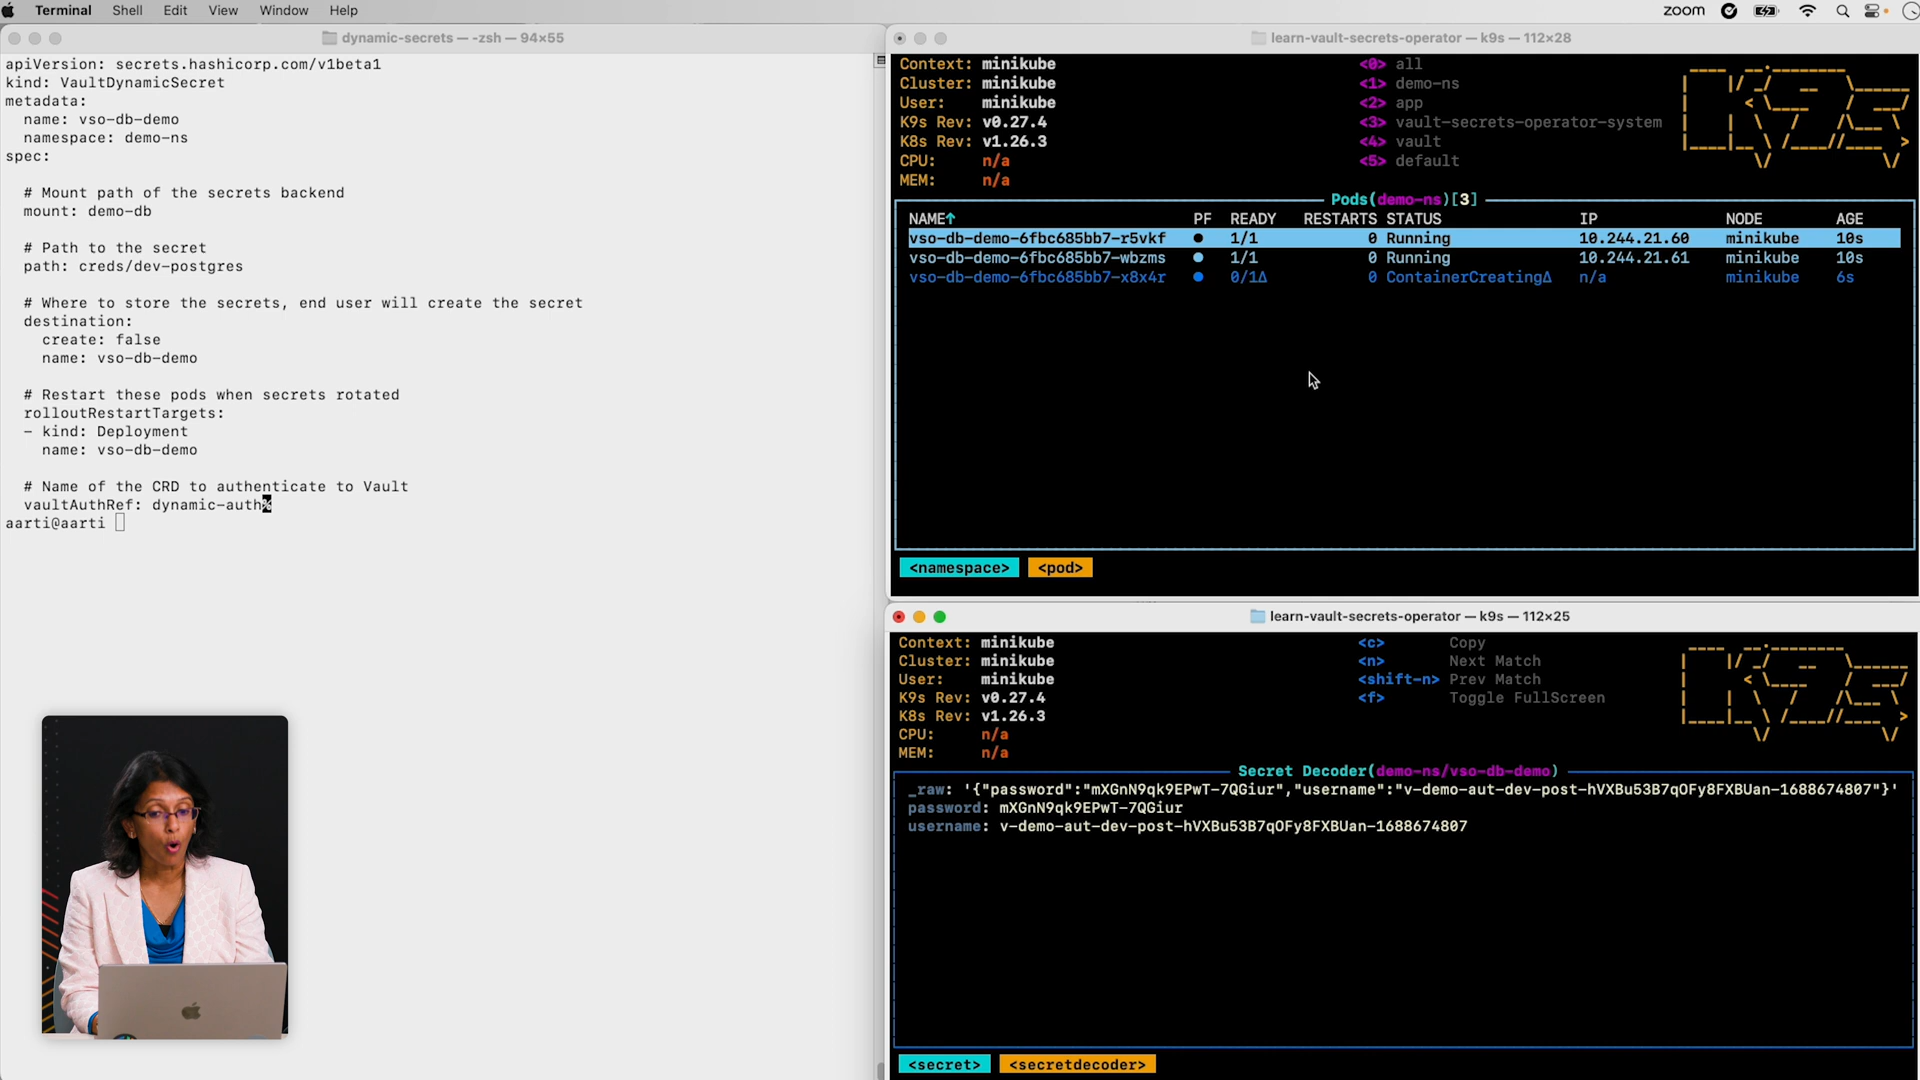 Terminal Shell Edit View Window Help
zoom
dynamic-secrets — -zsh — 94×55
apiVersion: secrets.hashicorp.com/v1beta1
kind: VaultDynamicSecret
metadata:
  name: vso-db-demo
  namespace: demo-ns
spec:
  # Mount path of the secrets backend
  mount: demo-db
  # Path to the secret
  path: creds/dev-postgres
  # Where to store the secrets, end user will create the secret
  destination:
    create: false
    name: vso-db-demo
  # Restart these pods when secrets rotated
  rolloutRestartTargets:
  - kind: Deployment
    name: vso-db-demo
  # Name of the CRD to authenticate to Vault
  vaultAuthRef: dynamic-auth%
aarti@aarti
learn-vault-secrets-operator — k9s — 112×28
Context: minikube <0> all
Cluster: minikube <1> demo-ns
User: minikube <2> app
K9s Rev: v0.27.4 <3> vault-secrets-operator-system
K8s Rev: v1.26.3 <4> vault
CPU: n/a <5> default
MEM: n/a
Pods(demo-ns)[3]
NAME↑ PF READY RESTARTS STATUS IP NODE AGE
vso-db-demo-6fbc685bb7-r5vkf ● 1/1 0 Running 10.244.21.60 minikube 10s
vso-db-demo-6fbc685bb7-wbzms ● 1/1 0 Running 10.244.21.61 minikube 10s
vso-db-demo-6fbc685bb7-x8x4r ● 0/1Δ 0 ContainerCreatingΔ n/a minikube 6s
<namespace> <pod>
learn-vault-secrets-operator — k9s — 112×25
Context: minikube <c> Copy
Cluster: minikube <n> Next Match
User: minikube <shift-n> Prev Match
K9s Rev: v0.27.4 <f> Toggle FullScreen
K8s Rev: v1.26.3
CPU: n/a
MEM: n/a
Secret Decoder(demo-ns/vso-db-demo)
_raw: '{"password":"mXGnN9qk9EPwT-7QGiur","username":"v-demo-aut-dev-post-hVXBu53B7qOFy8FXBUan-1688674807"}'
password: mXGnN9qk9EPwT-7QGiur
username: v-demo-aut-dev-post-hVXBu53B7qOFy8FXBUan-1688674807
<secret> <secretdecoder>